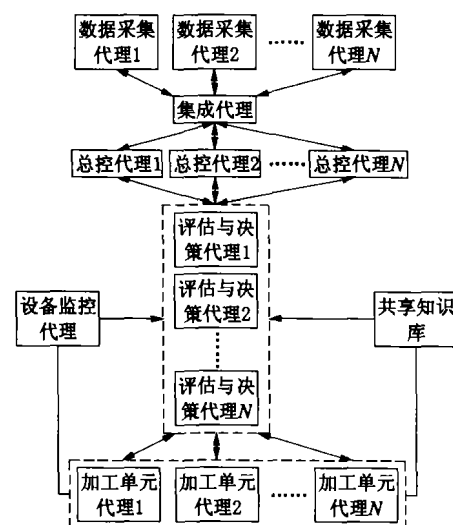 数据采集
代理1
数据采集
代理2
……
数据采集
代理N
集成代理
总控代理1
总控代理2
……
总控代理N
评估与决
策代理1
评估与决
策代理2
……
评估与决
策代理N
设备监控
代理
共享知识
库
加工单元
代理1
加工单元
代理2
……
加工单元
代理N